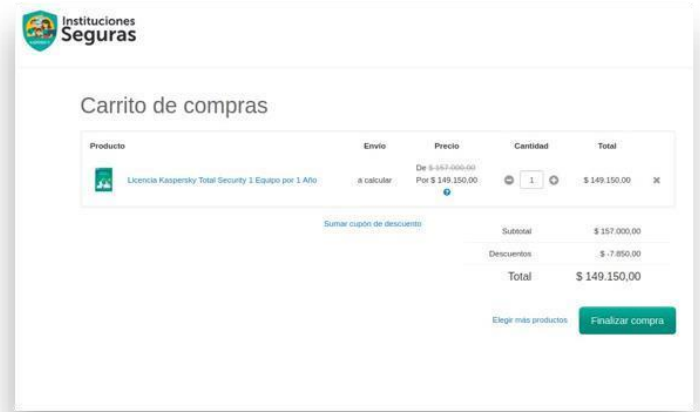 Instituciones
Seguras
Carrito de compras
Producto Envío Precio Cantidad Total
Licencia Kaspersky Total Security 1 Equipo por 1 Año a calcular De $ 157.000,00 Por $ 149.150,00 1 $ 149.150,00
Sumar cupón de descuento
Subtotal $ 157.000,00
Descuentos $ -7.850,00
Total $ 149.150,00
Elegir más productos Finalizar compra